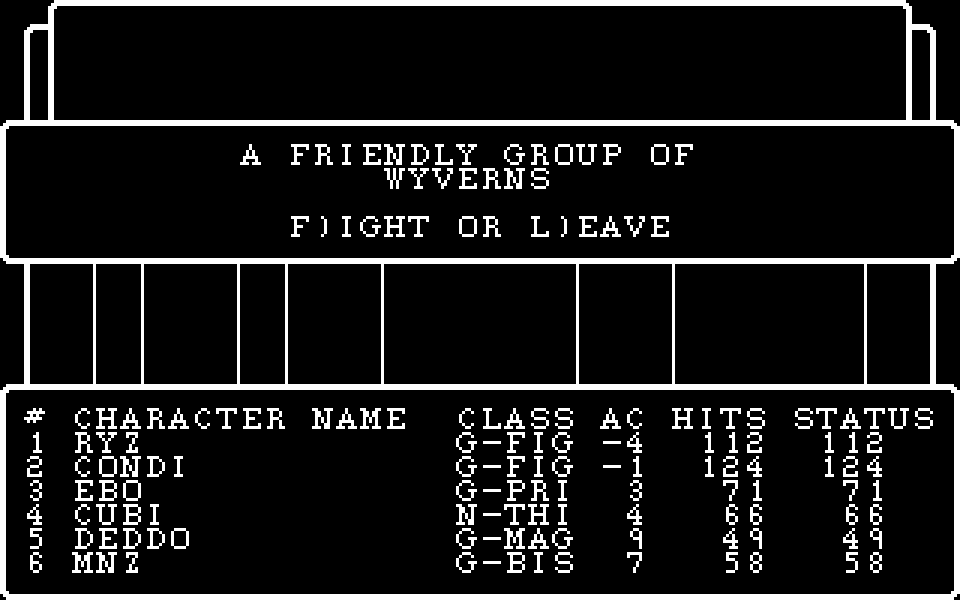 A FRIENDLY GROUP OF
WYVERNS
F)IGHT OR L)EAVE
# CHARACTER NAME CLASS AC HITS STATUS
1 RYZ G-FIG -4 112 112
2 CONDI G-FIG -1 124 124
3 EBO G-PRI 3 71 71
4 CUBI N-THI 4 66 66
5 DEDDO G-MAG 9 49 49
6 MNZ G-BIS 7 58 58